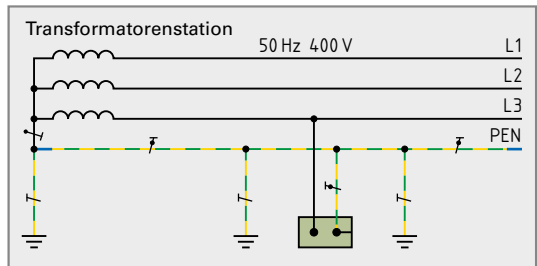 Transformatorenstation
50 Hz 400 V
L1
L2
L3
PEN